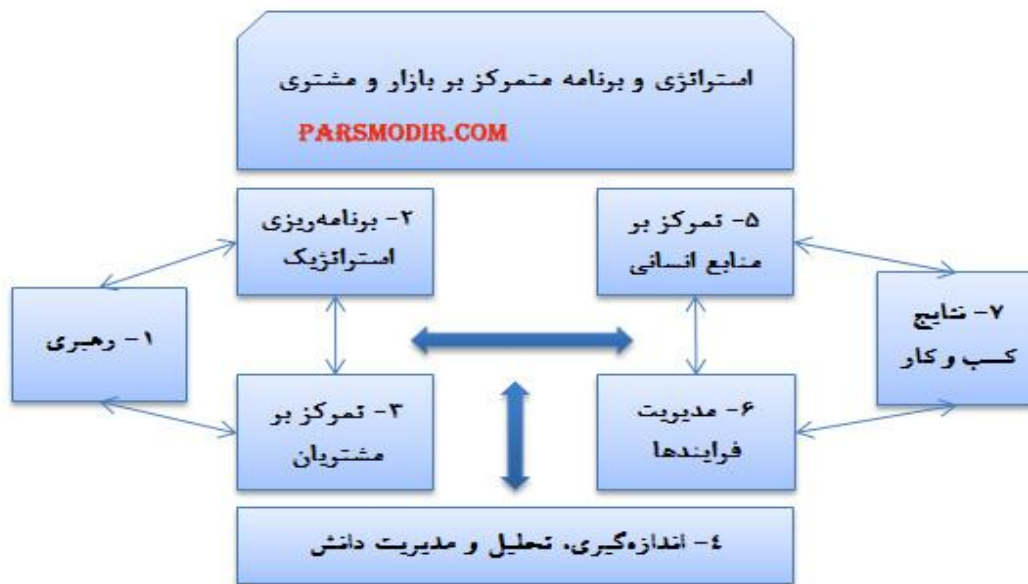 استراتژی و برنامه متمرکز بر بازار و مشتری
PARSMODIR.COM
۱- رهبری
۲- برنامه‌ریزی
استراتژیک
۳- تمرکز بر
مشتریان
۴- اندازه‌گیری، تحلیل و مدیریت دانش
۵- تمرکز بر
منابع انسانی
۶- مدیریت
فرایندها
۷- نتایج
کسب و کار